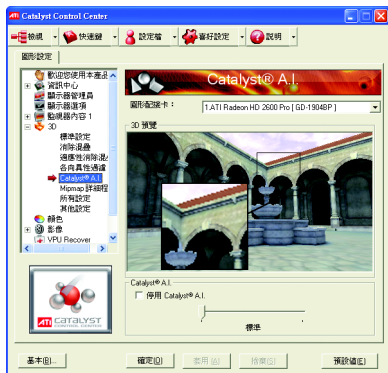 ATI Catalyst Control Center
檢視
快速鍵
設定檔
喜好設定
說明
圖形設定
歡迎您使用本產品
資訊中心
顯示器管理員
顯示器選項
監視器內容 1
3D
標準設定
消除混疊
適應性消除混
各向異性過濾
Catalyst® A.I.
Mipmap 詳細程
所有設定
其他設定
顏色
影像
VPU Recover
ATI CATALYST
CONTROL CENTER
Catalyst® A.I.
圖形配接卡：
1.ATI Radeon HD 2600 Pro [ GD-1904BP ]
3D 預覽
Catalyst® A.I.
停用 Catalyst® A.I.
標準
基本(B)...
確定(O)
套用(A)
捨棄(S)
預設値(E)